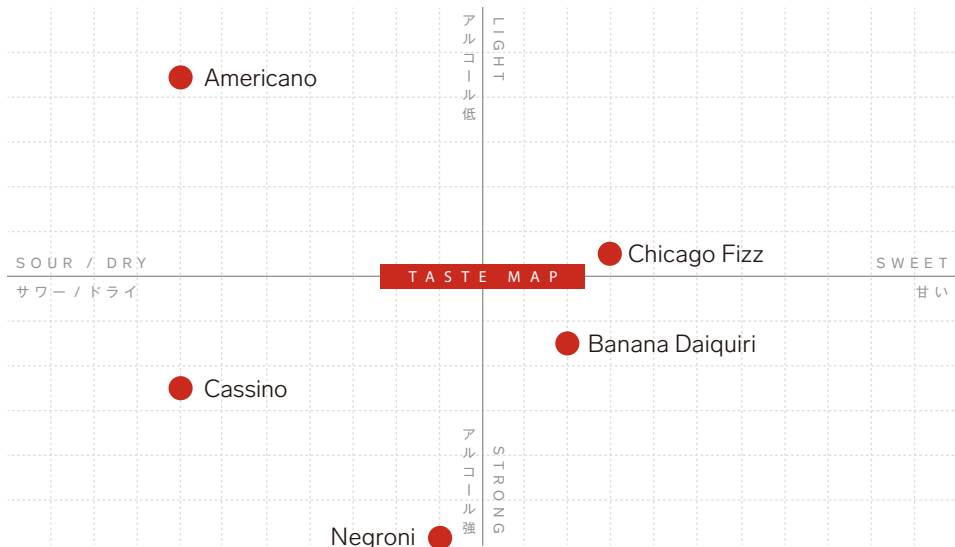 アルコール低
LIGHT
Americano
Chicago Fizz
SOUR / DRY
TASTE MAP
SWEET
サワー / ドライ
甘い
Banana Daiquiri
Cassino
アルコール強
STRONG
Negroni